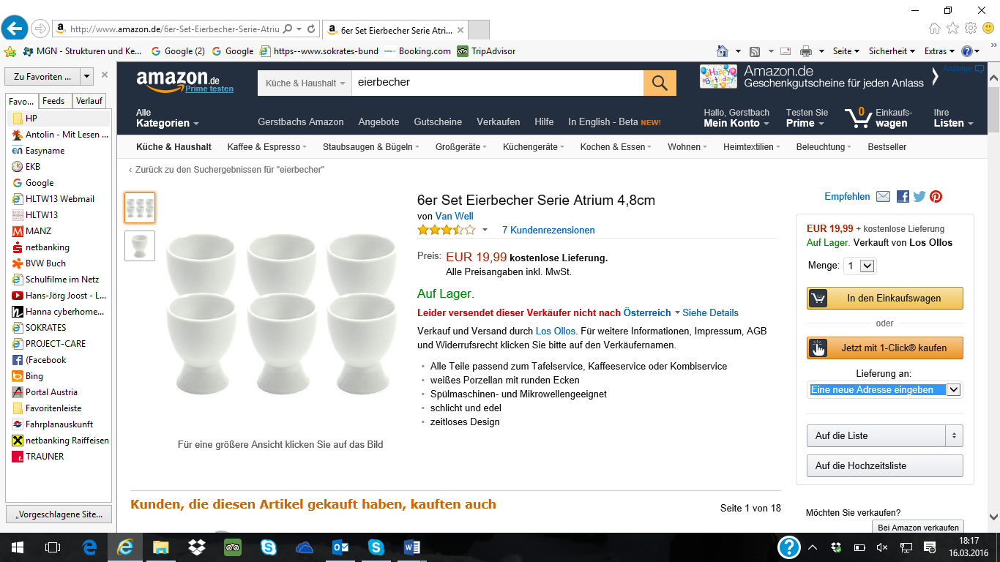 http://www.amazon.de/6er-Set-Eierbecher-Serie-Atriu
6er Set Eierbecher Serie Atri...
MGN - Strukturen und Ke...
Google (2)
Google
https--www.sokrates-bund
Booking.com
TripAdvisor
Seite
Sicherheit
Extras
Zu Favoriten ...
Favo...
Feeds
Verlauf
HP
Antolin - Mit Lesen ...
Easyname
EKB
Google
HLTW13 Webmail
HLTW13
MANZ
netbanking
BVW Buch
Schulfilme im Netz
Hans-Jörg Joost - L...
Hanna cyberhome...
SOKRATES
PROJECT-CARE
(Facebook
Bing
Portal Austria
Favoritenleiste
Fahrplanauskunft
netbanking Raiffeisen
TRAUNER
„Vorgeschlagene Site...
amazon.de
Prime testen
Küche & Haushalt
eierbecher
Amazon.de
Geschenkgutscheine für jeden Anlass
Anzeige
Alle
Kategorien
Gerstbachs Amazon
Angebote
Gutscheine
Verkaufen
Hilfe
In English - Beta NEW!
Hallo, Gerstbach
Mein Konto
Testen Sie
Prime
0
Einkaufs-
wagen
Ihre
Listen
Küche & Haushalt
Kaffee & Espresso
Staubsaugen & Bügeln
Großgeräte
Küchengeräte
Kochen & Essen
Wohnen
Heimtextilien
Beleuchtung
Bestseller
‹ Zurück zu den Suchergebnissen für "eierbecher"
Für eine größere Ansicht klicken Sie auf das Bild
6er Set Eierbecher Serie Atrium 4,8cm
von Van Well
7 Kundenrezensionen
Preis: EUR 19,99 kostenlose Lieferung.
Alle Preisangaben inkl. MwSt.
Auf Lager.
Leider versendet dieser Verkäufer nicht nach Österreich Siehe Details
Verkauf und Versand durch Los Ollos. Für weitere Informationen, Impressum, AGB
und Widerrufsrecht klicken Sie bitte auf den Verkäufernamen.
• Alle Teile passend zum Tafelservice, Kaffeeservice oder Kombiservice
• weißes Porzellan mit runden Ecken
• Spülmaschinen- und Mikrowellengeeignet
• schlicht und edel
• zeitloses Design
Empfehlen
EUR 19,99 + kostenlose Lieferung
Auf Lager. Verkauft von Los Ollos
Menge: 1
In den Einkaufswagen
oder
Jetzt mit 1-Click® kaufen
Lieferung an:
Eine neue Adresse eingeben
Auf die Liste
Auf die Hochzeitsliste
Möchten Sie verkaufen?
Bei Amazon verkaufen
Kunden, die diesen Artikel gekauft haben, kauften auch
Seite 1 von 18
18:17
16.03.2016